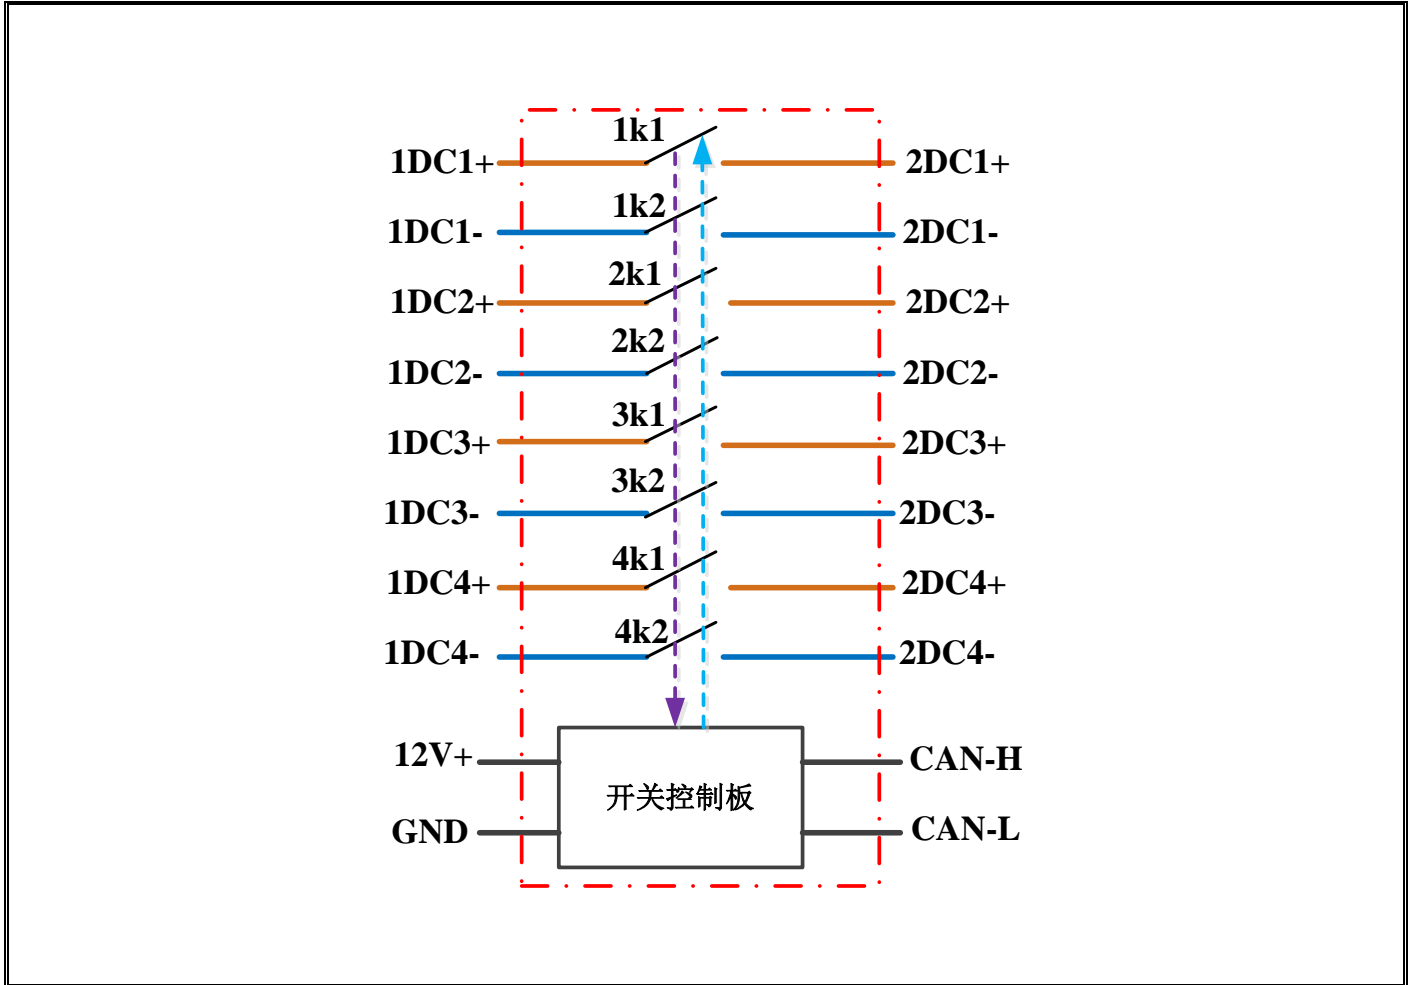 1k1
1DC1+ 2DC1+
1k2
1DC1- 2DC1-
2k1
1DC2+ 2DC2+
2k2
1DC2- 2DC2-
3k1
1DC3+ 2DC3+
3k2
1DC3- 2DC3-
4k1
1DC4+ 2DC4+
4k2
1DC4- 2DC4-
12V+ CAN-H
开关控制板
GND CAN-L